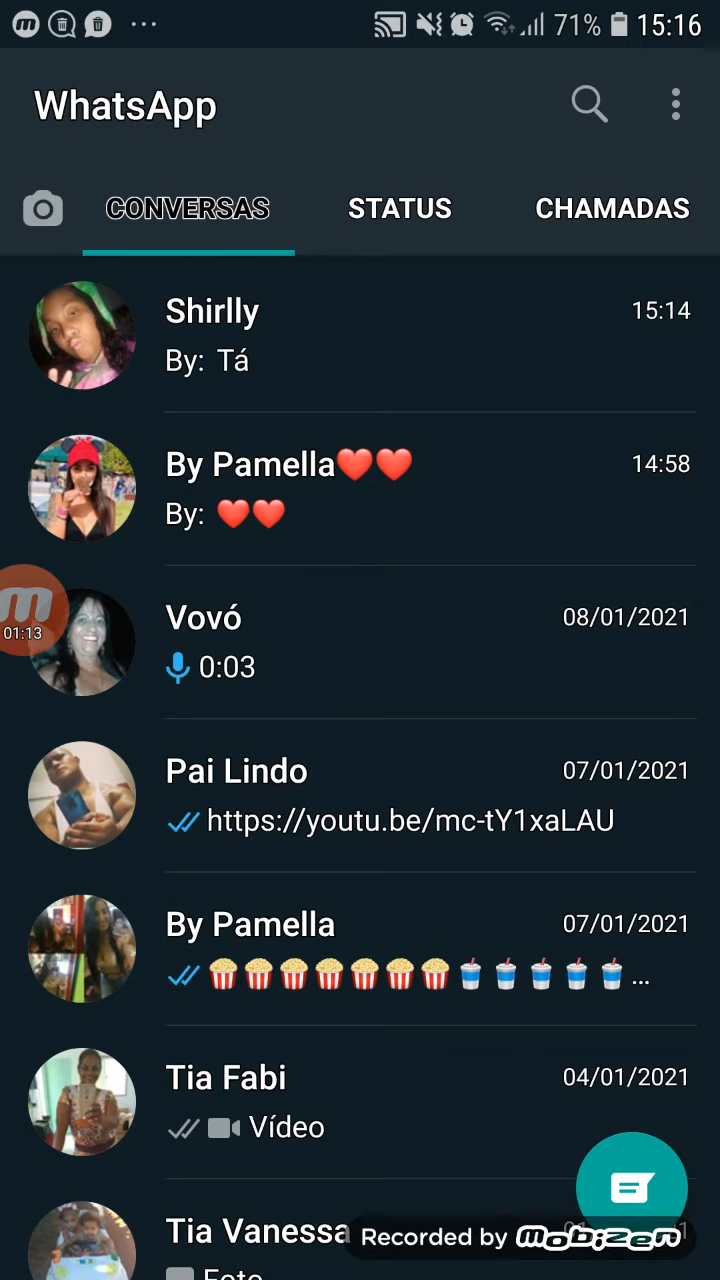 71% 15:16
WhatsApp
CONVERSAS STATUS CHAMADAS
Shirlly 15:14
By: Tá
By Pamella❤️❤️ 14:58
By: ❤️❤️
01:13
Vovó 08/01/2021
0:03
Pai Lindo 07/01/2021
https://youtu.be/mc-tY1xaLAU
By Pamella 07/01/2021
🍿🍿🍿🍿🍿🍿🍿🥤🥤🥤🥤🥤...
Tia Fabi 04/01/2021
Vídeo
Tia Vanessa
Recorded by mobizen
Foto